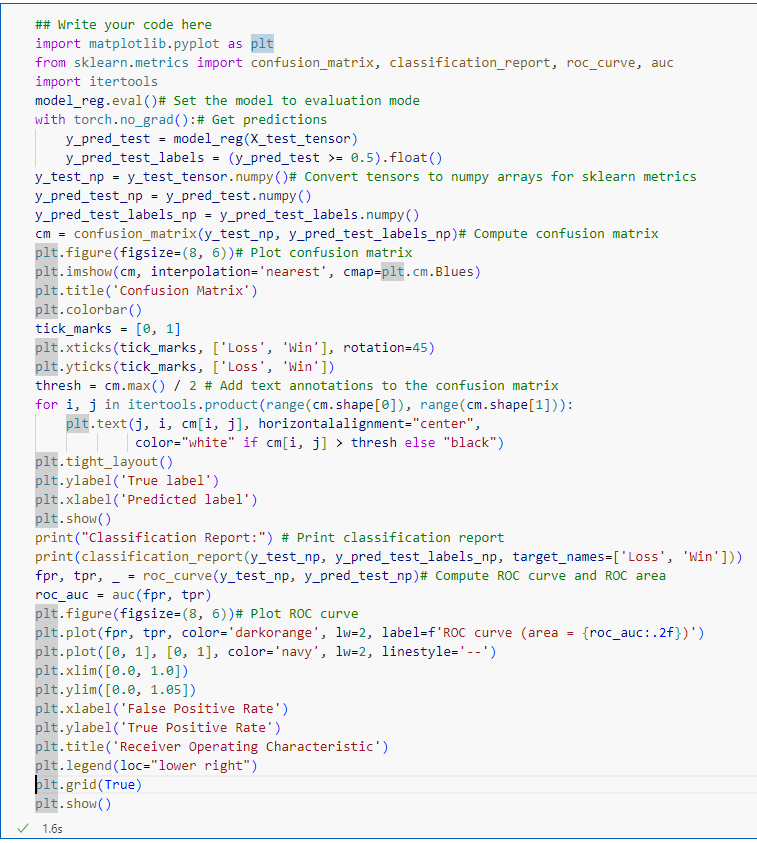 ## Write your code here
import matplotlib.pyplot as plt
from sklearn.metrics import confusion_matrix, classification_report, roc_curve, auc
import itertools
model_reg.eval()# Set the model to evaluation mode
with torch.no_grad():# Get predictions
    y_pred_test = model_reg(X_test_tensor)
    y_pred_test_labels = (y_pred_test >= 0.5).float()
y_test_np = y_test_tensor.numpy()# Convert tensors to numpy arrays for sklearn metrics
y_pred_test_np = y_pred_test.numpy()
y_pred_test_labels_np = y_pred_test_labels.numpy()
cm = confusion_matrix(y_test_np, y_pred_test_labels_np)# Compute confusion matrix
plt.figure(figsize=(8, 6))# Plot confusion matrix
plt.imshow(cm, interpolation='nearest', cmap=plt.cm.Blues)
plt.title('Confusion Matrix')
plt.colorbar()
tick_marks = [0, 1]
plt.xticks(tick_marks, ['Loss', 'Win'], rotation=45)
plt.yticks(tick_marks, ['Loss', 'Win'])
thresh = cm.max() / 2 # Add text annotations to the confusion matrix
for i, j in itertools.product(range(cm.shape[0]), range(cm.shape[1])):
    plt.text(j, i, cm[i, j], horizontalalignment="center",
             color="white" if cm[i, j] > thresh else "black")
plt.tight_layout()
plt.ylabel('True label')
plt.xlabel('Predicted label')
plt.show()
print("Classification Report:") # Print classification report
print(classification_report(y_test_np, y_pred_test_labels_np, target_names=['Loss', 'Win']))
fpr, tpr, _ = roc_curve(y_test_np, y_pred_test_np)# Compute ROC curve and ROC area
roc_auc = auc(fpr, tpr)
plt.figure(figsize=(8, 6))# Plot ROC curve
plt.plot(fpr, tpr, color='darkorange', lw=2, label=f'ROC curve (area = {roc_auc:.2f})')
plt.plot([0, 1], [0, 1], color='navy', lw=2, linestyle='--')
plt.xlim([0.0, 1.0])
plt.ylim([0.0, 1.05])
plt.xlabel('False Positive Rate')
plt.ylabel('True Positive Rate')
plt.title('Receiver Operating Characteristic')
plt.legend(loc="lower right")
plt.grid(True)
plt.show()
✓ 1.6s